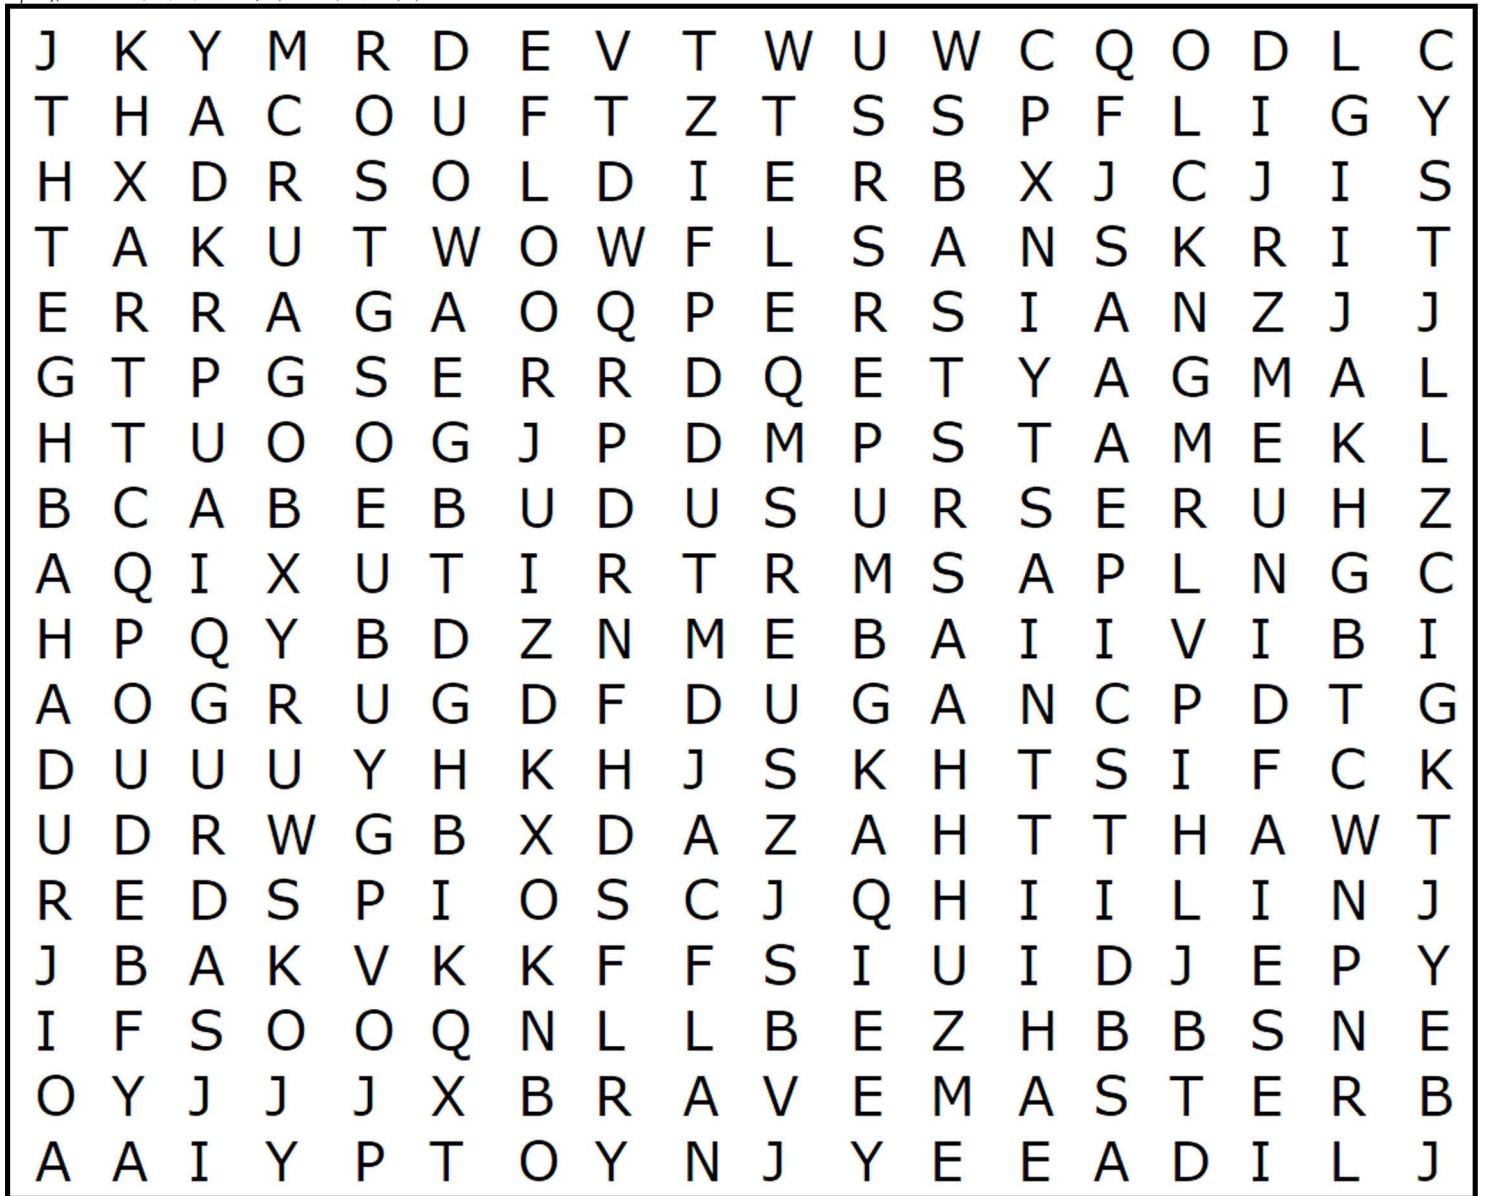 J K Y M R D E V T W U W C Q O D L C
T H A C O U F T Z T S S P F L I G Y
H X D R S O L D I E R B X J C J I S
T A K U T W O W F L S A N S K R I T
E R R A G A O Q P E R S I A N Z J J
G T P G S E R R D Q E T Y A G M A L
H T U O O G J P D M P S T A M E K L
B C A B E B U D U S U R S E R U H Z
A Q I X U T I R T R M S A P L N G C
H P Q Y B D Z N M E B A I I V I B I
A O G R U G D F D U G A N C P D T G
D U U U Y H K H J S K H T S I F C K
U D R W G B X D A Z A H T T H A W T
R E D S P I O S C J Q H I I L I N J
J B A K V K K F F S I U I D J E P Y
I F S O O Q N L L B E Z H B B S N E
O Y J J J X B R A V E M A S T E R B
A A I Y P T O Y N J Y E E A D I L J